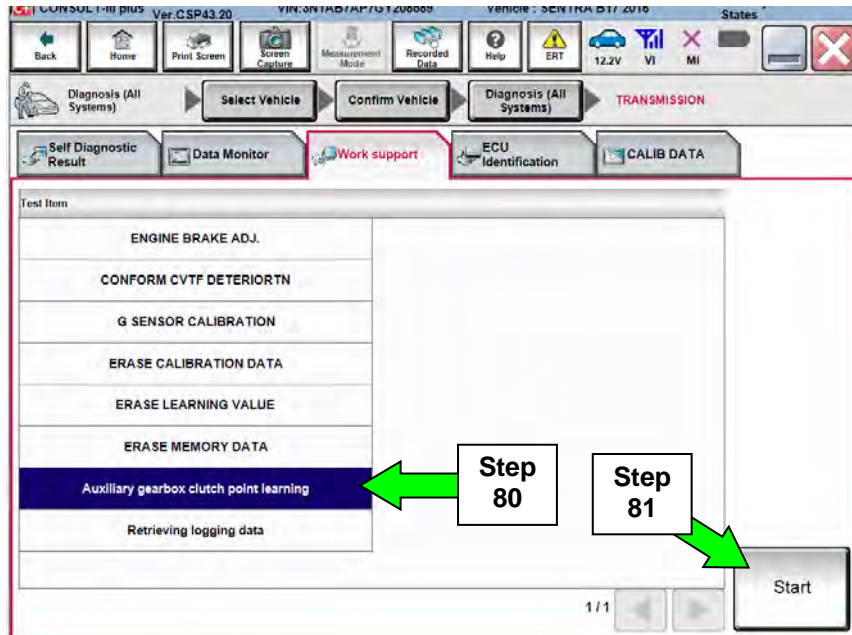 CONSULT-III plus Ver.CSP43.20 VIN:3N1AB7AP7GY208689 Vehicle : SENTRA B17 2016 States
Back Home Print Screen Screen Capture Measurement Mode Recorded Data Help ERT 12.2V VI MI
Diagnosis (All Systems) Select Vehicle Confirm Vehicle Diagnosis (All Systems) TRANSMISSION
Self Diagnostic Result Data Monitor Work support ECU Identification CALIB DATA
Test Item
ENGINE BRAKE ADJ.
CONFORM CVTF DETERIORTN
G SENSOR CALIBRATION
ERASE CALIBRATION DATA
ERASE LEARNING VALUE
ERASE MEMORY DATA
Auxiliary gearbox clutch point learning
Step 80
Step 81
Retrieving logging data
Start
1/1